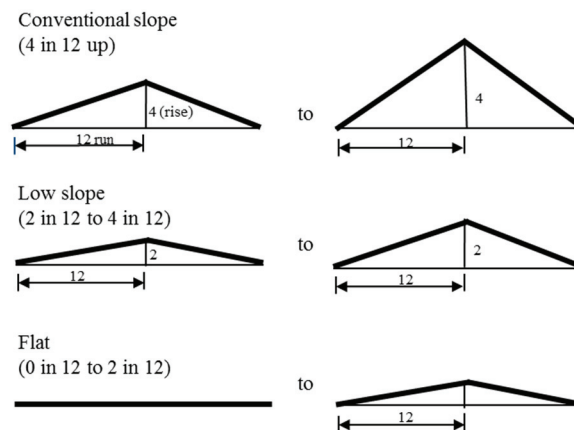 Conventional slope
(4 in 12 up)
4 (rise)
12 run
to
4
12
Low slope
(2 in 12 to 4 in 12)
2
12
to
2
12
Flat
(0 in 12 to 2 in 12)
to
12